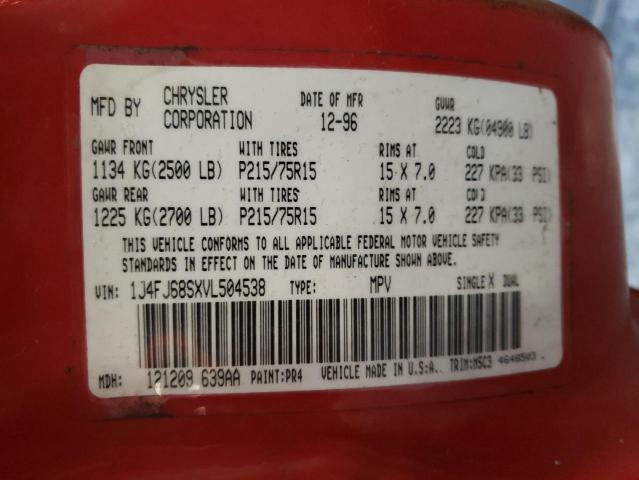 MFD BY CHRYSLER CORPORATION DATE OF MFR 12-96 GVWR 2223 KG(04900 LB)
GAWR FRONT WITH TIRES RIMS AT COLD
1134 KG(2500 LB) P215/75R15 15 X 7.0 227 KPA(33 PSI)
GAWR REAR WITH TIRES RIMS AT COLD
1225 KG(2700 LB) P215/75R15 15 X 7.0 227 KPA(33 PSI)
THIS VEHICLE CONFORMS TO ALL APPLICABLE FEDERAL MOTOR VEHICLE SAFETY
STANDARDS IN EFFECT ON THE DATE OF MANUFACTURE SHOWN ABOVE.
VIN: 1J4FJ68SXVL504538 TYPE: MPV SINGLE X DUAL
MDH: 121209 639AA PAINT:PR4 VEHICLE MADE IN U.S.A. TRIM:M5C3 4648503